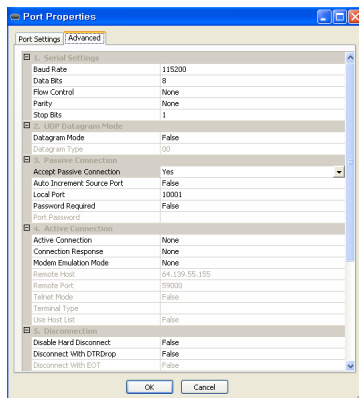 Port Properties
Port Settings Advanced
1. Serial Settings
Baud Rate 115200
Data Bits 8
Flow Control None
Parity None
Stop Bits 1
2. UDP Datagram Mode
Datagram Mode False
Datagram Type 00
3. Passive Connection
Accept Passive Connection Yes
Auto Increment Source Port False
Local Port 10001
Password Required False
Port Password
4. Active Connection
Active Connection None
Connection Response None
Modem Emulation Mode None
Remote Host 64.139.55.155
Remote Port 59000
Telnet Mode False
Terminal Type
Use Host List False
5. Disconnection
Disable Hard Disconnect False
Disconnect With DTRDrop False
Disconnect With EOT False
OK Cancel